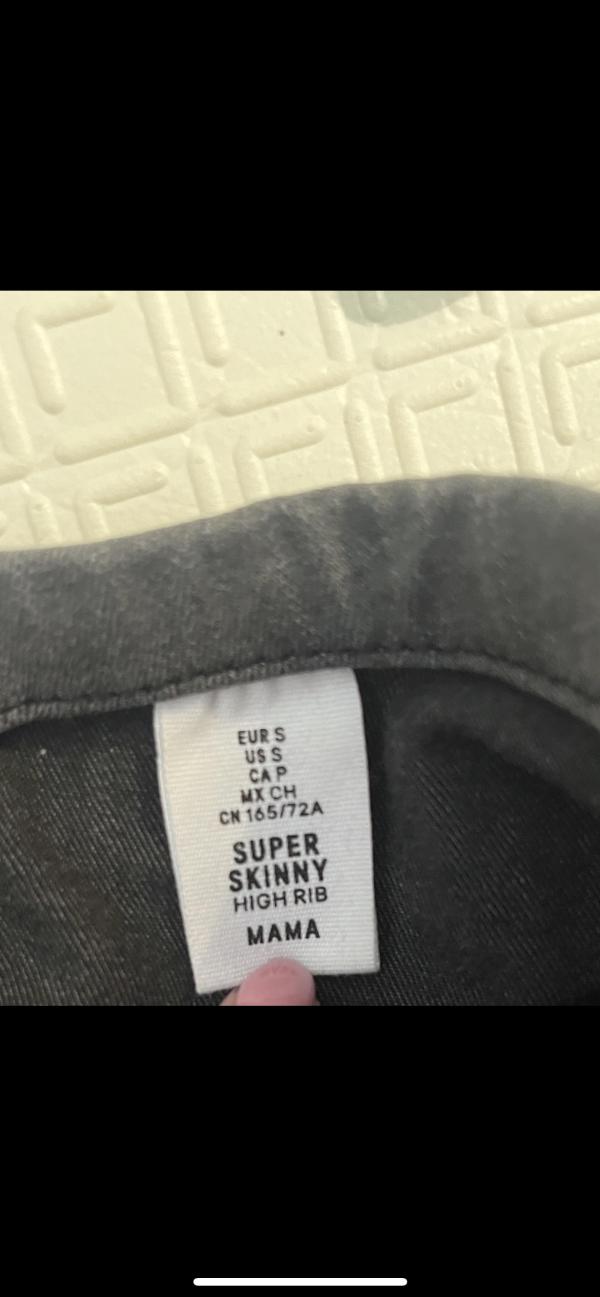 EUR S
US S
CA P
MX CH
CN 165/72A
SUPER
SKINNY
HIGH RIB
MAMA